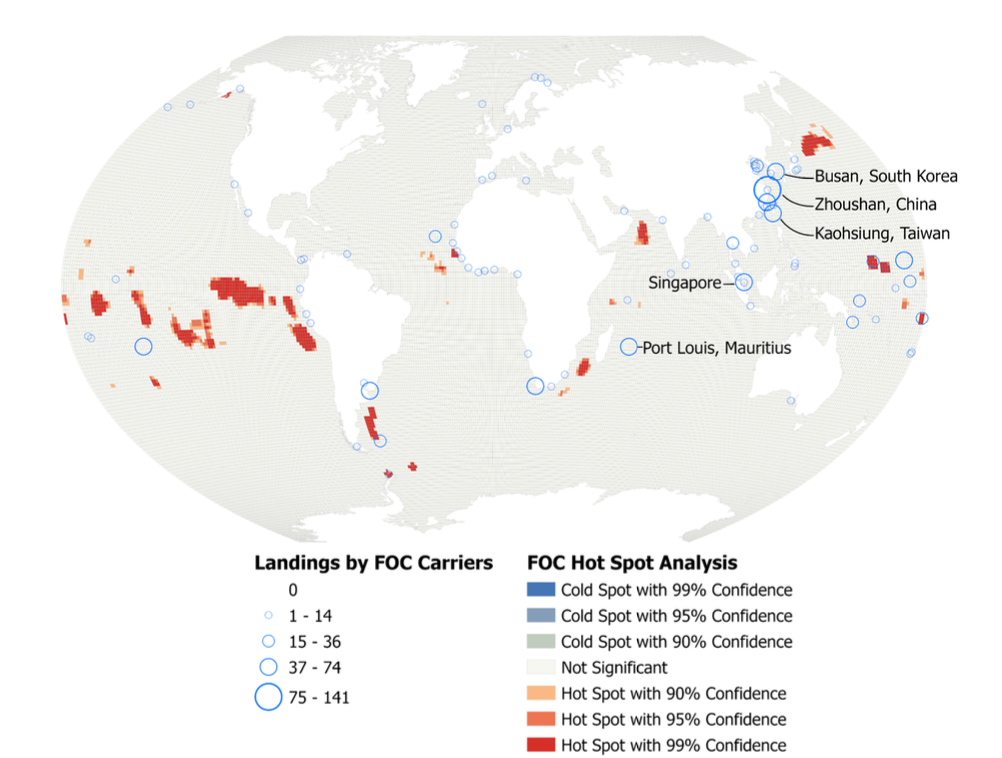 Busan, South Korea
Zhoushan, China
Kaohsiung, Taiwan
Singapore
Port Louis, Mauritius
Landings by FOC Carriers
0
1 - 14
15 - 36
37 - 74
75 - 141
FOC Hot Spot Analysis
Cold Spot with 99% Confidence
Cold Spot with 95% Confidence
Cold Spot with 90% Confidence
Not Significant
Hot Spot with 90% Confidence
Hot Spot with 95% Confidence
Hot Spot with 99% Confidence